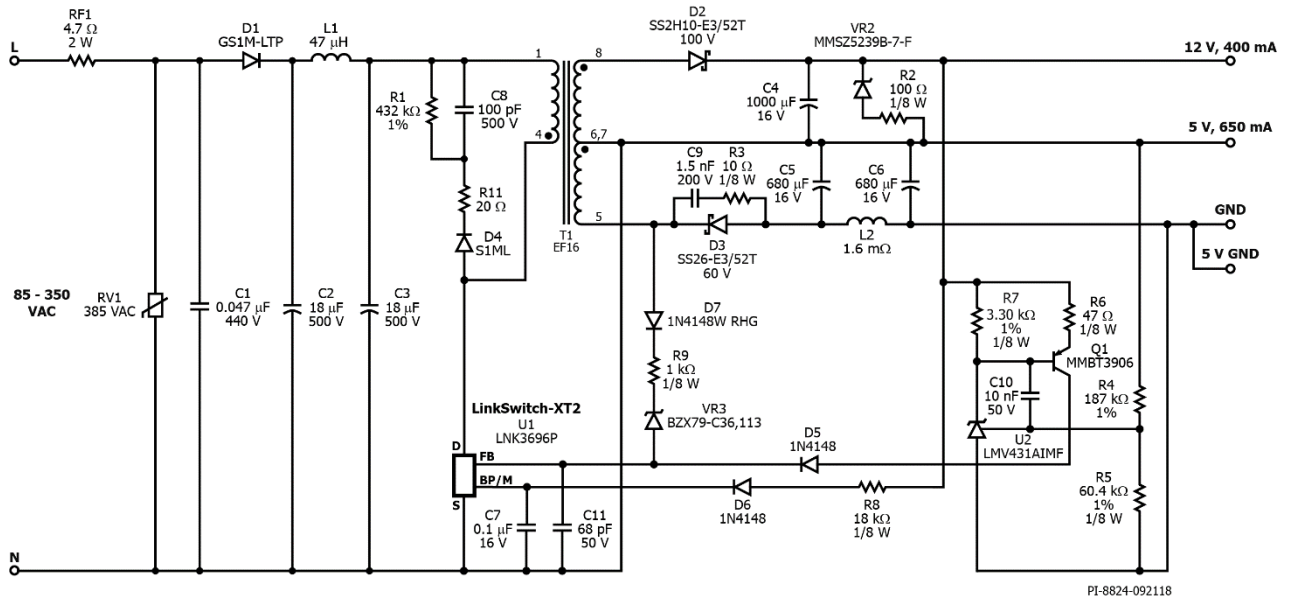 RF1
4.7 Ω
2 W
L
D1
GS1M-LTP
L1
47 µH
R1
432 kΩ
1%
C8
100 pF
500 V
R11
20 Ω
D4
S1ML
1
4
8
6,7
5
T1
EF16
D2
SS2H10-E3/52T
100 V
VR2
MMSZ5239B-7-F
C4
1000 µF
16 V
R2
100 Ω
1/8 W
12 V, 400 mA
5 V, 650 mA
C9
1.5 nF
200 V
R3
10 Ω
1/8 W
C5
680 µF
16 V
C6
680 µF
16 V
D3
SS26-E3/52T
60 V
L2
1.6 mΩ
GND
5 V GND
85 - 350
VAC
RV1
385 VAC
C1
0.047 µF
440 V
C2
18 µF
500 V
C3
18 µF
500 V
D7
1N4148W RHG
R9
1 kΩ
1/8 W
VR3
BZX79-C36,113
R7
3.30 kΩ
1%
1/8 W
R6
47 Ω
1/8 W
Q1
MMBT3906
C10
10 nF
50 V
U2
LMV431AIMF
R4
187 kΩ
1%
R5
60.4 kΩ
1%
1/8 W
LinkSwitch-XT2
U1
LNK3696P
D
FB
BP/M
S
D5
1N4148
D6
1N4148
R8
18 kΩ
1/8 W
C7
0.1 µF
16 V
C11
68 pF
50 V
N
PI-8824-092118